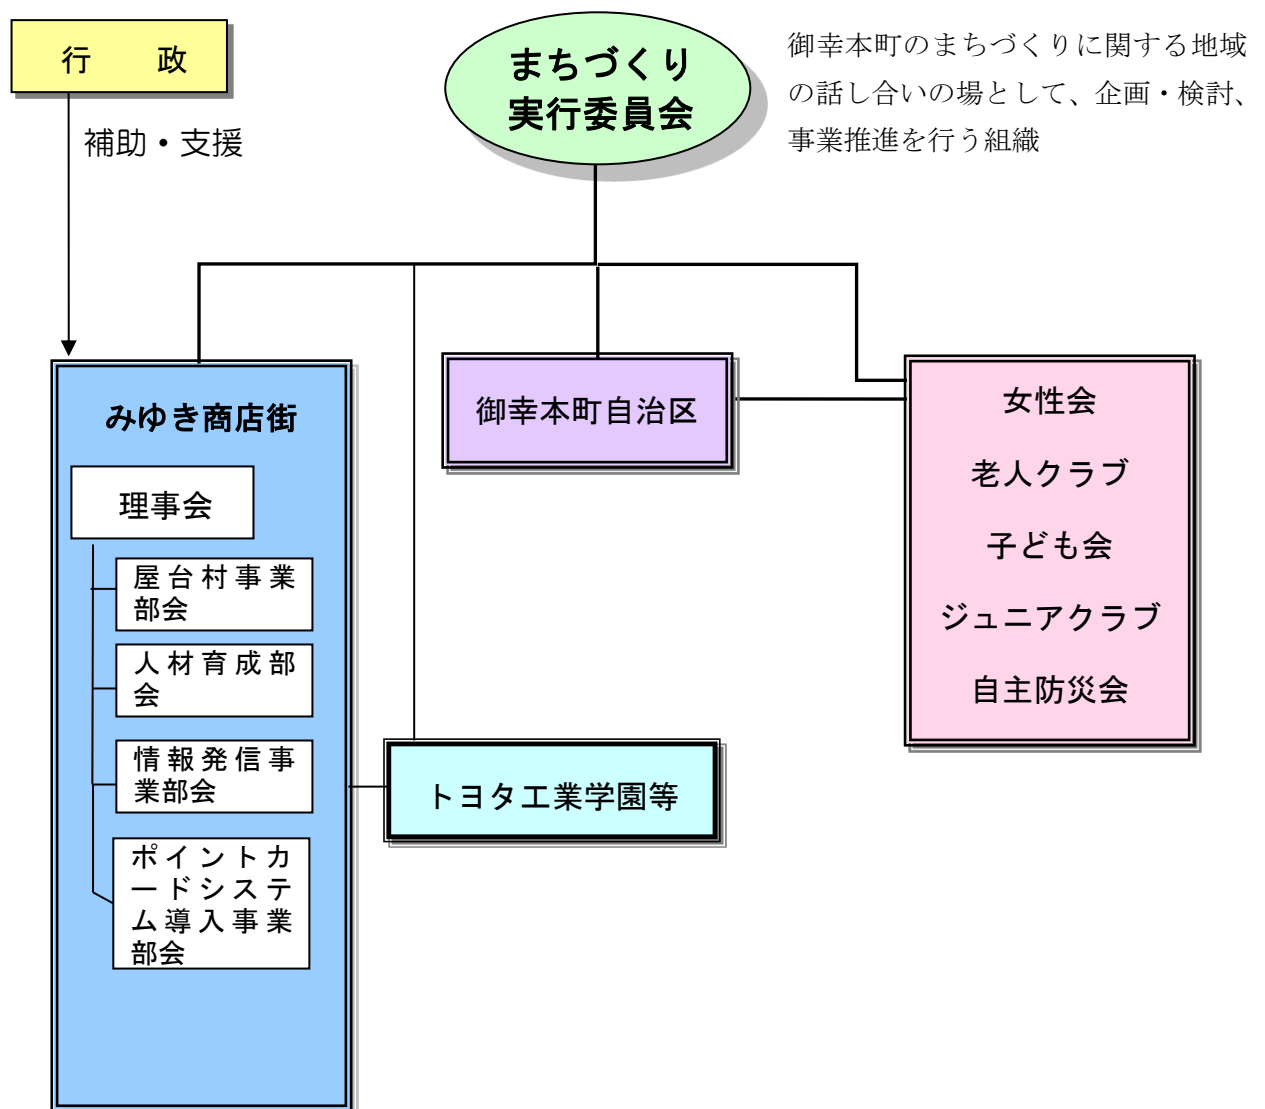 行　政
補助・支援
まちづくり
実行委員会
御幸本町のまちづくりに関する地域
の話し合いの場として、企画・検討、
事業推進を行う組織
みゆき商店街
理事会
屋台村事業
部会
人材育成部
会
情報発信事
業部会
ポイントカ
ードシステ
ム導入事業
部会
御幸本町自治区
トヨタ工業学園等
女性会
老人クラブ
子ども会
ジュニアクラブ
自主防災会